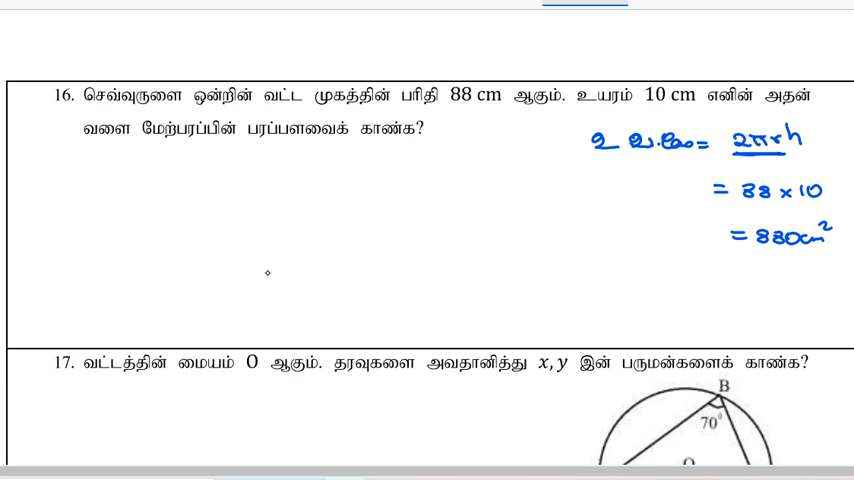 16. செவ்வுருளை ஒன்றின் வட்ட முகத்தின் பரிதி 88 cm ஆகும். உயரம் 10 cm எனின் அதன்
வளை மேற்பரப்பின் பரப்பளவைக் காண்க?
= 2πrh
= 88 × 10
= 880cm²
17. வட்டத்தின் மையம் O ஆகும். தரவுகளை அவதானித்து x, y இன் பருமன்களைக் காண்க?
B
70⁰
O